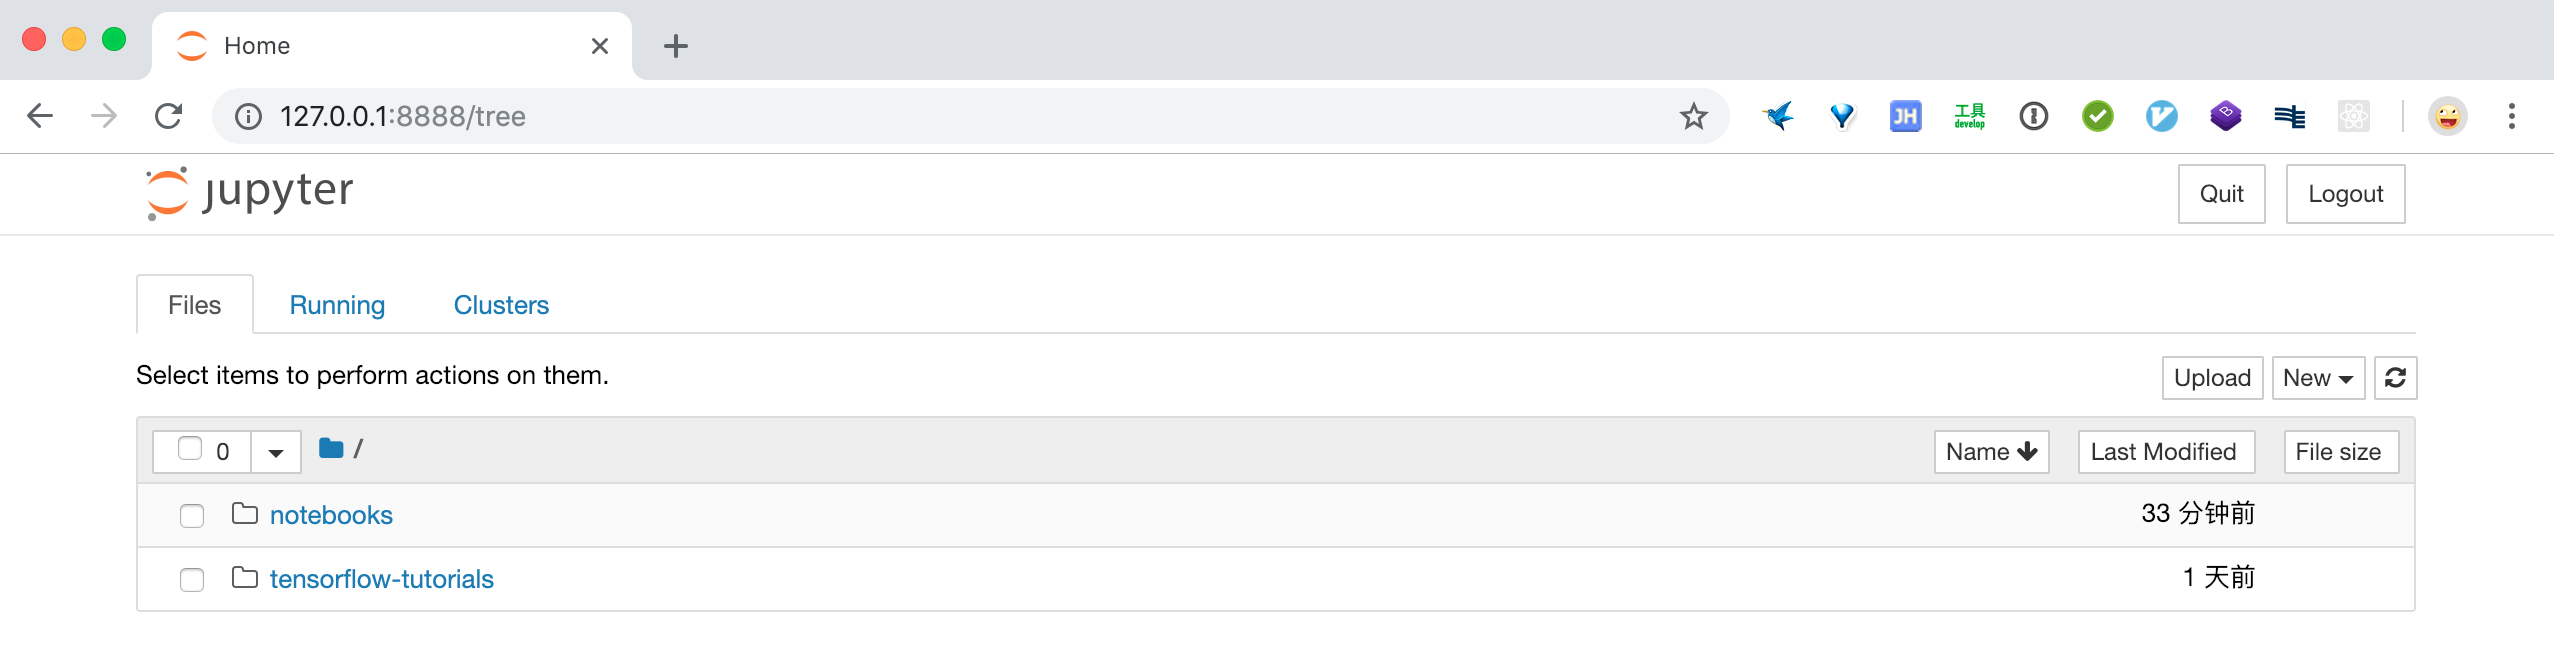 Home
127.0.0.1:8888/tree
JH
工具
develop
jupyter
Quit Logout
Files Running Clusters
Select items to perform actions on them.
Upload New
0 / Name Last Modified File size
notebooks 33 分钟前
tensorflow-tutorials 1 天前